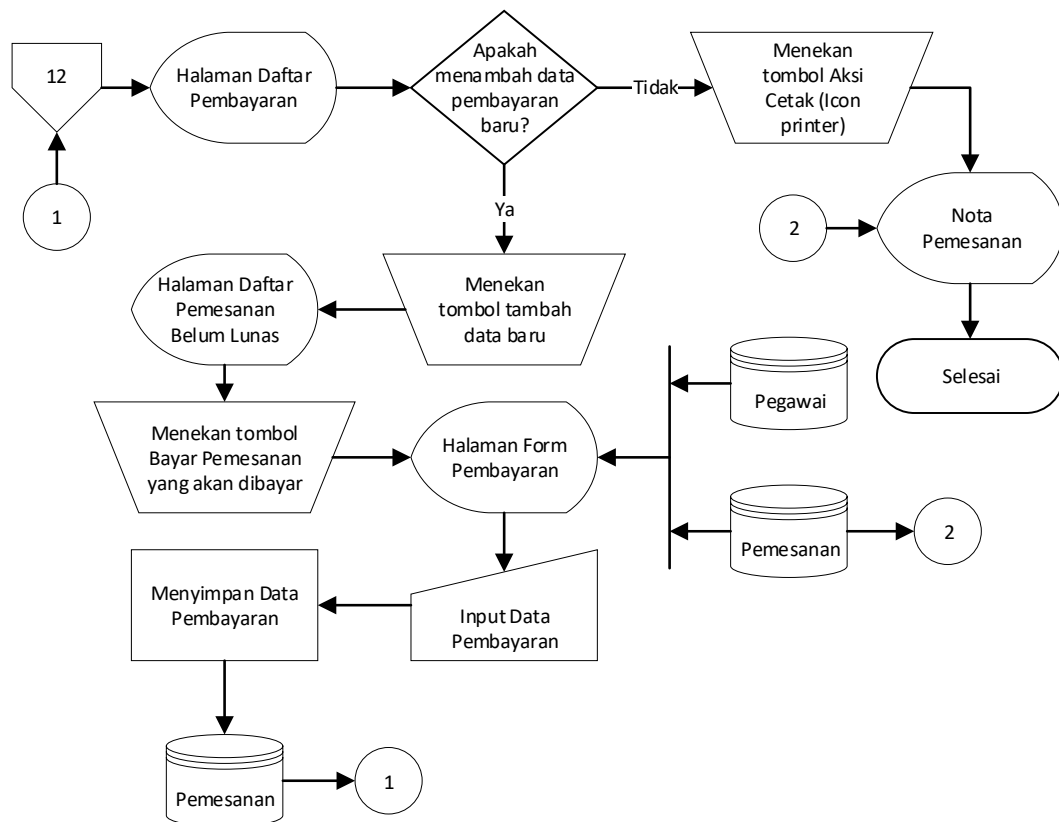 12
Halaman Daftar
Pembayaran
Apakah
menambah data
pembayaran
baru?
Tidak
Menekan
tombol Aksi
Cetak (Icon
printer)
1
Ya
2
Nota
Pemesanan
Halaman Daftar
Pemesanan
Belum Lunas
Menekan
tombol tambah
data baru
Pegawai
Selesai
Menekan tombol
Bayar Pemesanan
yang akan dibayar
Halaman Form
Pembayaran
Pemesanan
2
Menyimpan Data
Pembayaran
Input Data
Pembayaran
Pemesanan
1